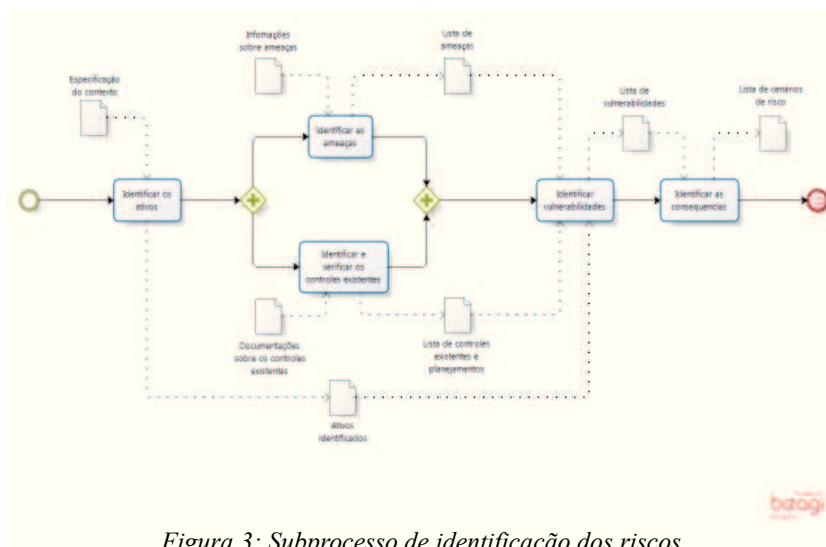 Infomações
sobre ameaças
Lista de
ameaças
Especificação
do contexto
Lista de
vulnerabilidades
Lista de cenários
de risco
Identificar as
ameaças
Identificar os
ativos
Identificar
vulnerabilidades
Identificar as
consequencias
Identificar e
verificar os
controles existentes
Documentações
sobre os controles
existentes
Lista de controles
existentes e
planejamentos
Ativos
identificados
bizagi
Figura 3: Subprocesso de identificação dos riscos